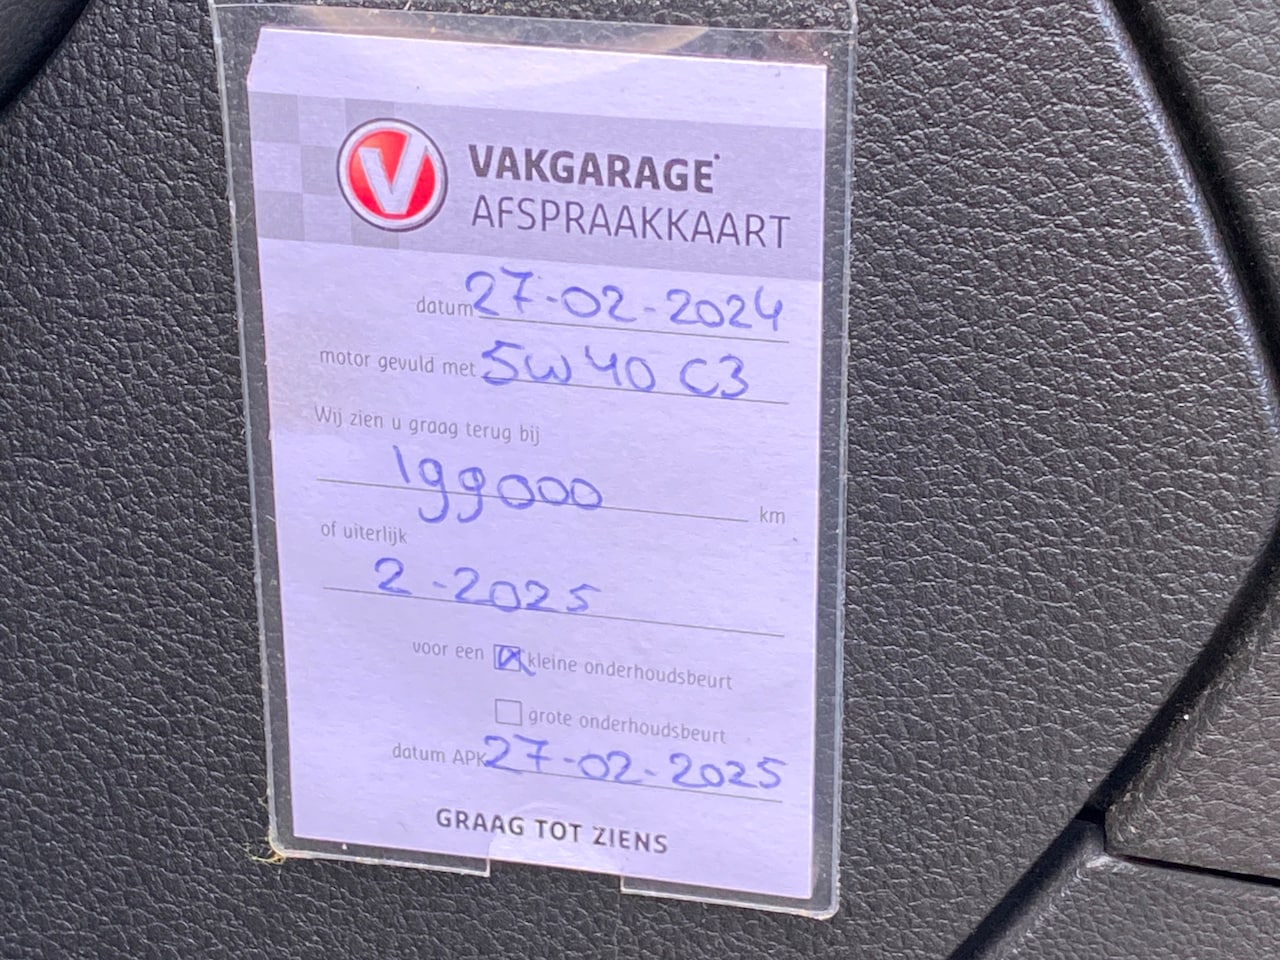 VAKGARAGE
AFSPRAAKKAART
datum 27-02-2024
motor gevuld met 5W40 C3
Wij zien u graag terug bij
199000 km
of uiterlijk
2-2025
voor een kleine onderhoudsbeurt
grote onderhoudsbeurt
datum APK 27-02-2025
GRAAG TOT ZIENS